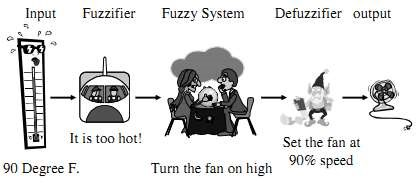 Input Fuzzifier Fuzzy System Defuzzifier output
It is too hot!
Set the fan at
90% speed
90 Degree F. Turn the fan on high